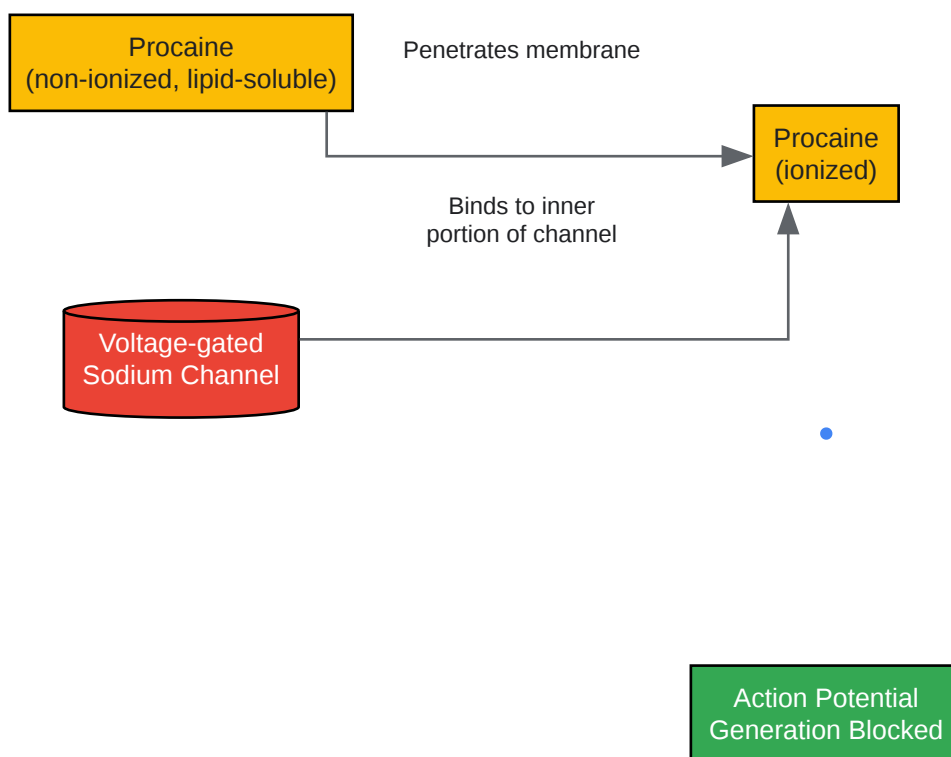 Procaine
(non-ionized, lipid-soluble)
Penetrates membrane
Procaine
(ionized)
Binds to inner
portion of channel
Voltage-gated
Sodium Channel
Action Potential
Generation Blocked